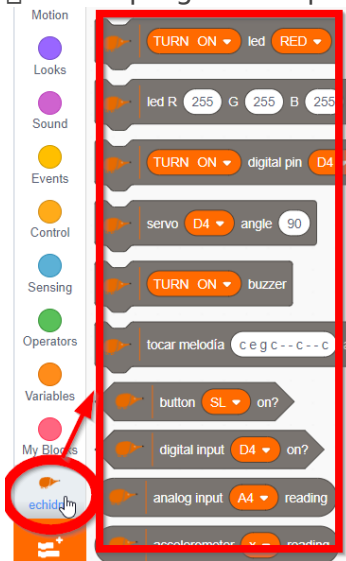 Motion
TURN ON led RED
Looks
led R 255 G 255 B 255
Sound
TURN ON digital pin D4
Events
servo D4 angle 90
Control
Sensing
TURN ON buzzer
Operators
tocar melodía c e g c - - c - - c
Variables
button SL on?
My Blocks
digital input D4 on?
analog input A4 reading
accelerometer x reading